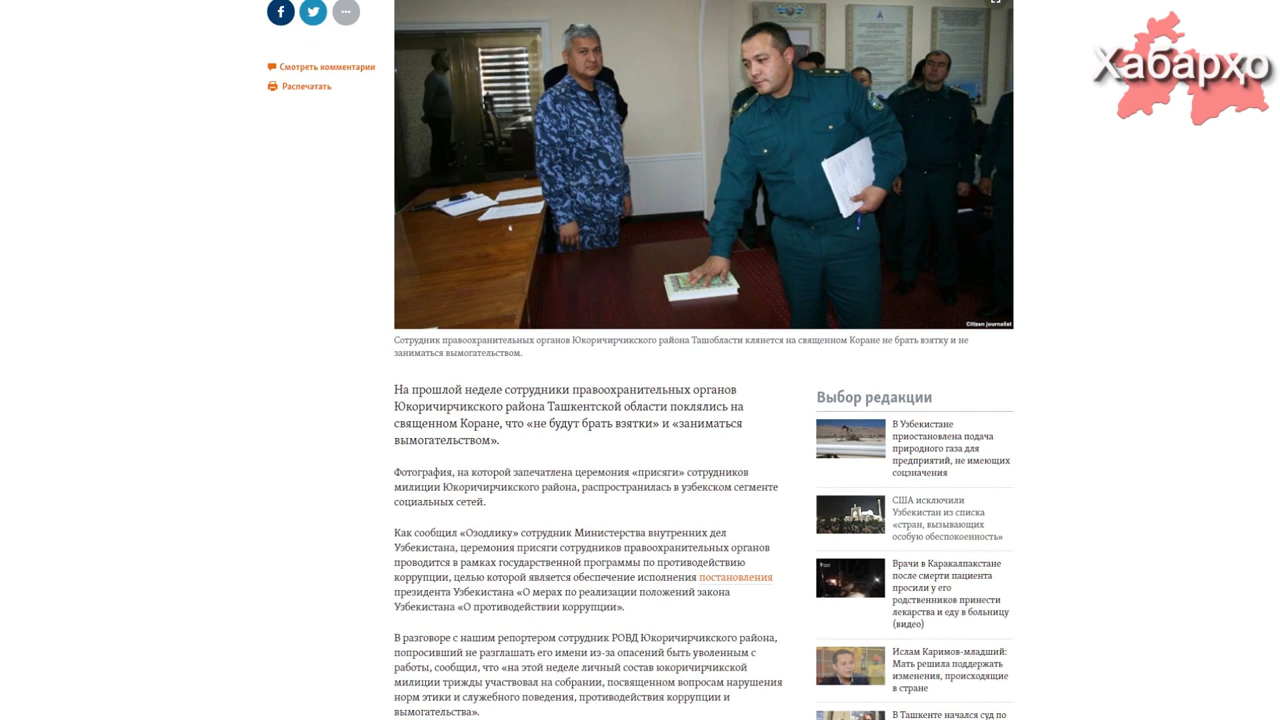 Хабарҳо
Смотреть комментарии
Распечатать
Citizen journalist
Сотрудник правоохранительных органов Юкоричирчикского района Ташобласти клянется на священном Коране не брать взятку и не
заниматься вымогательством.
На прошлой неделе сотрудники правоохранительных органов
Юкоричирчикского района Ташкентской области поклялись на
священном Коране, что «не будут брать взятки» и «заниматься
вымогательством».
Фотография, на которой запечатлена церемония «присяги» сотрудников
милиции Юкоричирчикского района, распространилась в узбекском сегменте
социальных сетей.
Как сообщил «Озодлику» сотрудник Министерства внутренних дел
Узбекистана, церемония присяги сотрудников правоохранительных органов
проводится в рамках государственной программы по противодействию
коррупции, целью которой является обеспечение исполнения постановления
президента Узбекистана «О мерах по реализации положений закона
Узбекистана «О противодействии коррупции».
В разговоре с нашим репортером сотрудник РОВД Юкоричирчикского района,
попросивший не разглашать его имени из-за опасений быть уволенным с
работы, сообщил, что «на этой неделе личный состав юкоричирчикской
милиции трижды участвовал на собрании, посвященном вопросам нарушения
норм этики и служебного поведения, противодействия коррупции и
вымогательства».
Выбор редакции
В Узбекистане
приостановлена подача
природного газа для
предприятий, не имеющих
соцзначения
США исключили
Узбекистан из списка
«стран, вызывающих
особую обеспокоенность»
Врачи в Каракалпакстане
после смерти пациента
просили у его
родственников принести
лекарства и еду в больницу
(видео)
Ислам Каримов-младший:
Мать решила поддержать
изменения, происходящие
в стране
В Ташкенте начался суд по